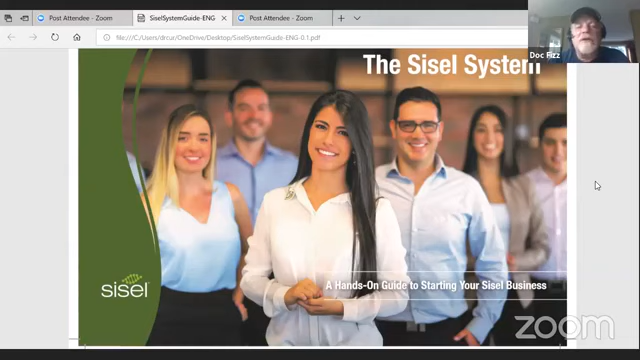 Post Attendee - Zoom
SiselSystemGuide-ENG
Post Attendee - Zoom
file:///C:/Users/drcur/OneDrive/Desktop/SiselSystemGuide-ENG-0.1.pdf
Doc Fizz
The Sisel System
sisel
A Hands-On Guide to Starting Your Sisel Business
zoom